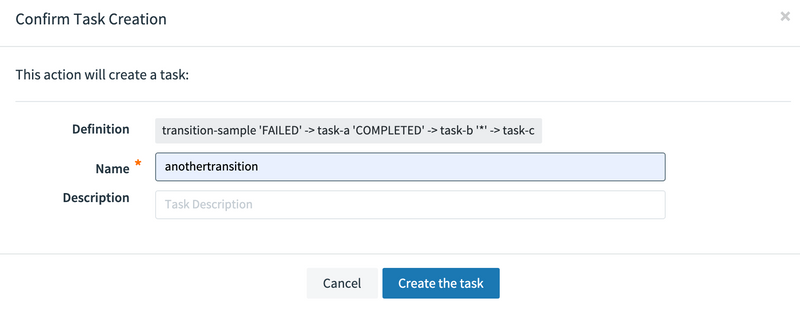 Confirm Task Creation ×
This action will create a task:
Definition transition-sample 'FAILED' -> task-a 'COMPLETED' -> task-b '*' -> task-c
Name * anothertransition
Description Task Description
Cancel Create the task